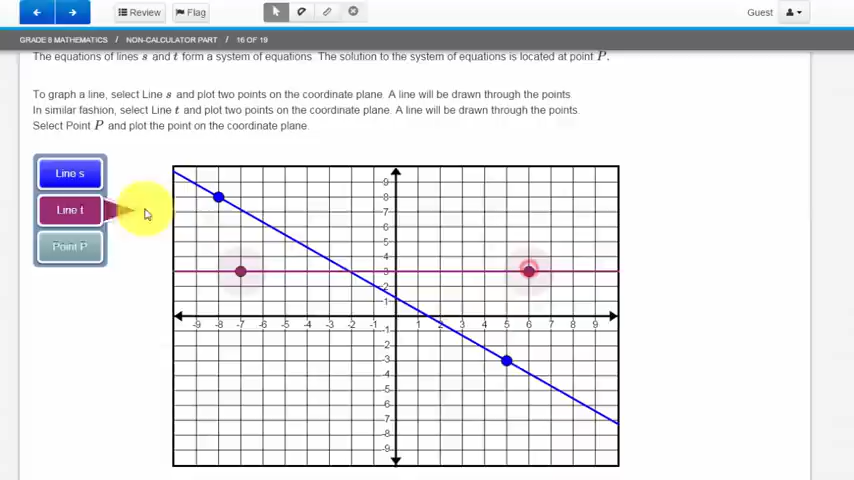 Review Flag Guest
GRADE 8 MATHEMATICS / NON-CALCULATOR PART / 16 OF 19
The equations of lines s and t form a system of equations. The solution to the system of equations is located at point P.
To graph a line, select Line s and plot two points on the coordinate plane. A line will be drawn through the points.
In similar fashion, select Line t and plot two points on the coordinate plane. A line will be drawn through the points.
Select Point P and plot the point on the coordinate plane.
Line s
Line t
Point P
9
8
7
6
5
4
3
2
1
-9 -8 -7 -6 -5 -4 -3 -2 -1 1 2 3 4 5 6 7 8 9
-1
-2
-3
-4
-5
-6
-7
-8
-9